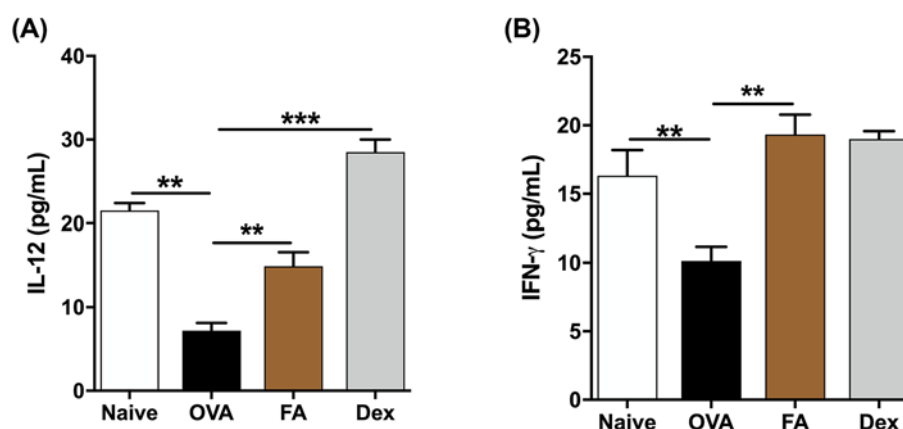 (A)
IL-12 (pg/mL)
40
30
20
10
0
**
**
***
Naive OVA FA Dex
(B)
IFN-γ (pg/mL)
25
20
15
10
5
0
**
**
Naive OVA FA Dex